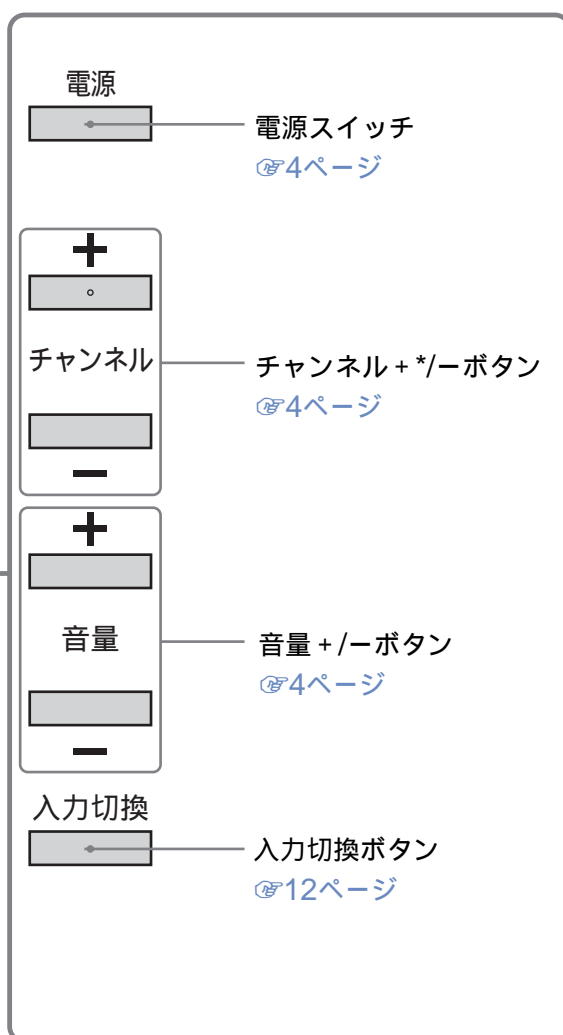 電源
電源スイッチ
☞4ページ
+
チャンネル
チャンネル + */ーボタン
☞4ページ
ー
+
音量
音量 + /ーボタン
☞4ページ
ー
入力切換
入力切換ボタン
☞12ページ